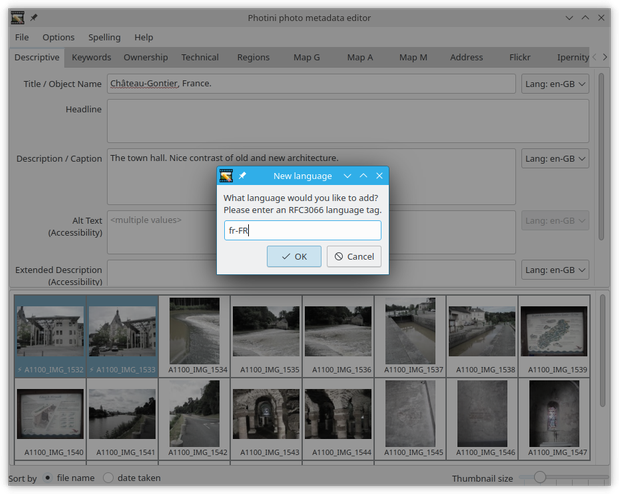 Photini photo metadata editor
File Options Spelling Help
Descriptive Keywords Ownership Technical Regions Map G Map A Map M Address Flickr Ipernity
Title / Object Name Château-Gontier, France. Lang: en-GB
Headline
Description / Caption The town hall. Nice contrast of old and new architecture. Lang: en-GB
New language
What language would you like to add?
Please enter an RFC3066 language tag.
fr-FR
OK Cancel
Alt Text
(Accessibility)
<multiple values> Lang: en-GB
Extended Description
(Accessibility)
Lang: en-GB
A1100_IMG_1532 A1100_IMG_1533 A1100_IMG_1534 A1100_IMG_1535 A1100_IMG_1536 A1100_IMG_1537 A1100_IMG_1538 A1100_IMG_1539
A1100_IMG_1540 A1100_IMG_1541 A1100_IMG_1542 A1100_IMG_1543 A1100_IMG_1544 A1100_IMG_1545 A1100_IMG_1546 A1100_IMG_1547
Sort by file name date taken Thumbnail size